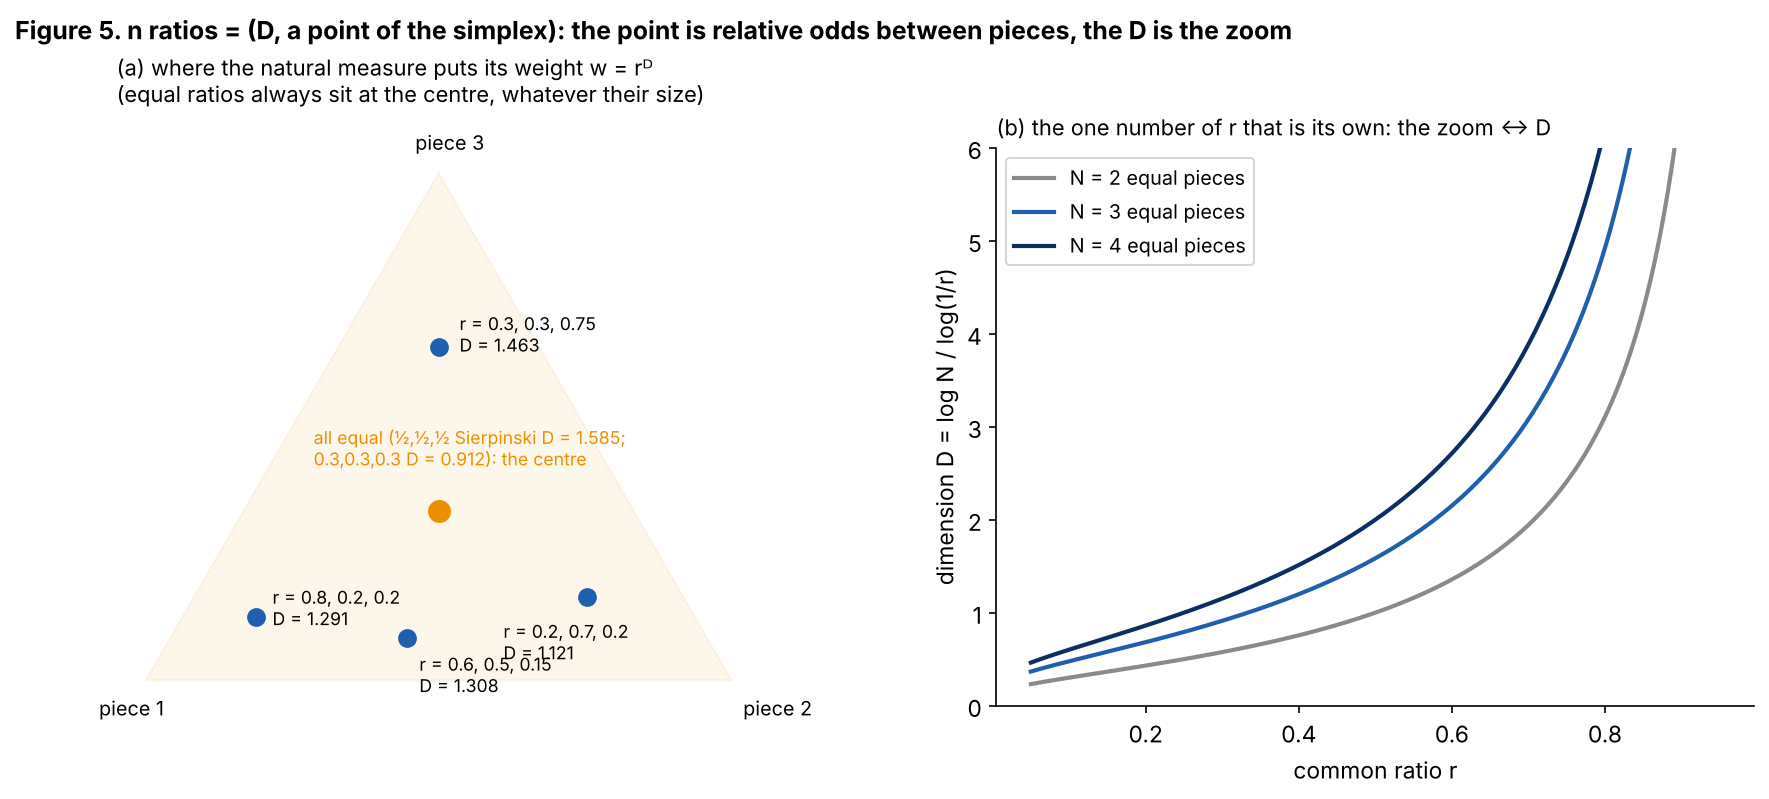 Figure 5. n ratios = (D, a point of the simplex): the point is relative odds between pieces, the D is the zoom
(a) where the natural measure puts its weight w = rᴰ
(equal ratios always sit at the centre, whatever their size)
piece 3
r = 0.3, 0.3, 0.75
D = 1.463
all equal (½,½,½ Sierpinski D = 1.585;
0.3,0.3,0.3 D = 0.912): the centre
r = 0.8, 0.2, 0.2
D = 1.291
r = 0.2, 0.7, 0.2
D = 1.121
r = 0.6, 0.5, 0.15
D = 1.308
piece 1
piece 2
(b) the one number of r that is its own: the zoom ↔ D
N = 2 equal pieces
N = 3 equal pieces
N = 4 equal pieces
dimension D = log N / log(1/r)
6
5
4
3
2
1
0
0.2
0.4
0.6
0.8
common ratio r